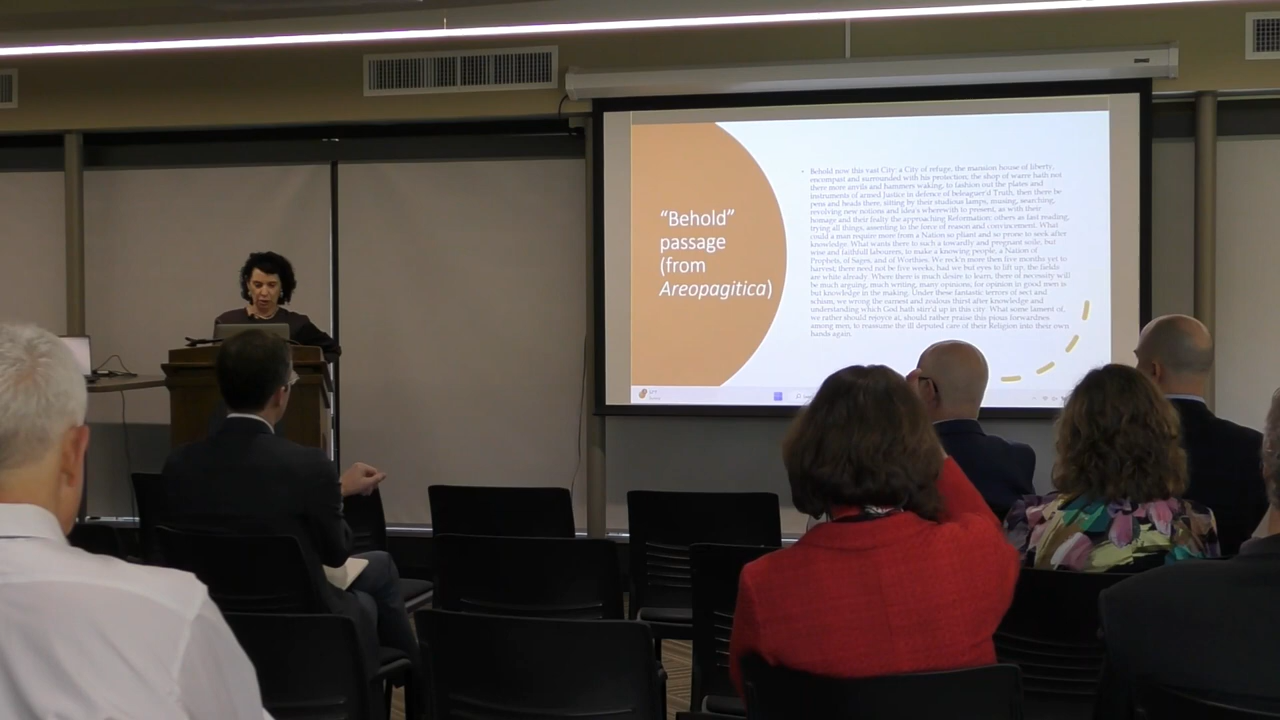 “Behold”
passage
(from
Areopagitica)
• Behold now this vast City: a City of refuge, the mansion house of liberty,
encompast and surrounded with his protection; the shop of warre hath not
there more anvils and hammers waking, to fashion out the plates and
instruments of armed Justice in defence of beleaguer'd Truth, then there be
pens and heads there, sitting by their studious lamps, musing, searching,
revolving new notions and idea's wherewith to present, as with their
homage and their fealty the approaching Reformation: others as fast reading,
trying all things, assenting to the force of reason and convincement. What
could a man require more from a Nation so pliant and so prone to seek after
knowledge. What wants there to such a towardly and pregnant soile, but
wise and faithfull labourers, to make a knowing people, a Nation of
Prophets, of Sages, and of Worthies. We reck'n more then five months yet to
harvest; there need not be five weeks, had we but eyes to lift up, the fields
are white already. Where there is much desire to learn, there of necessity will
be much arguing, much writing, many opinions; for opinion in good men is
but knowledge in the making. Under these fantastic terrors of sect and
schism, we wrong the earnest and zealous thirst after knowledge and
understanding which God hath stirr'd up in this city. What some lament of,
we rather should rejoyce at, should rather praise this pious forwardnes
among men, to reassume the ill deputed care of their Religion into their own
hands again.